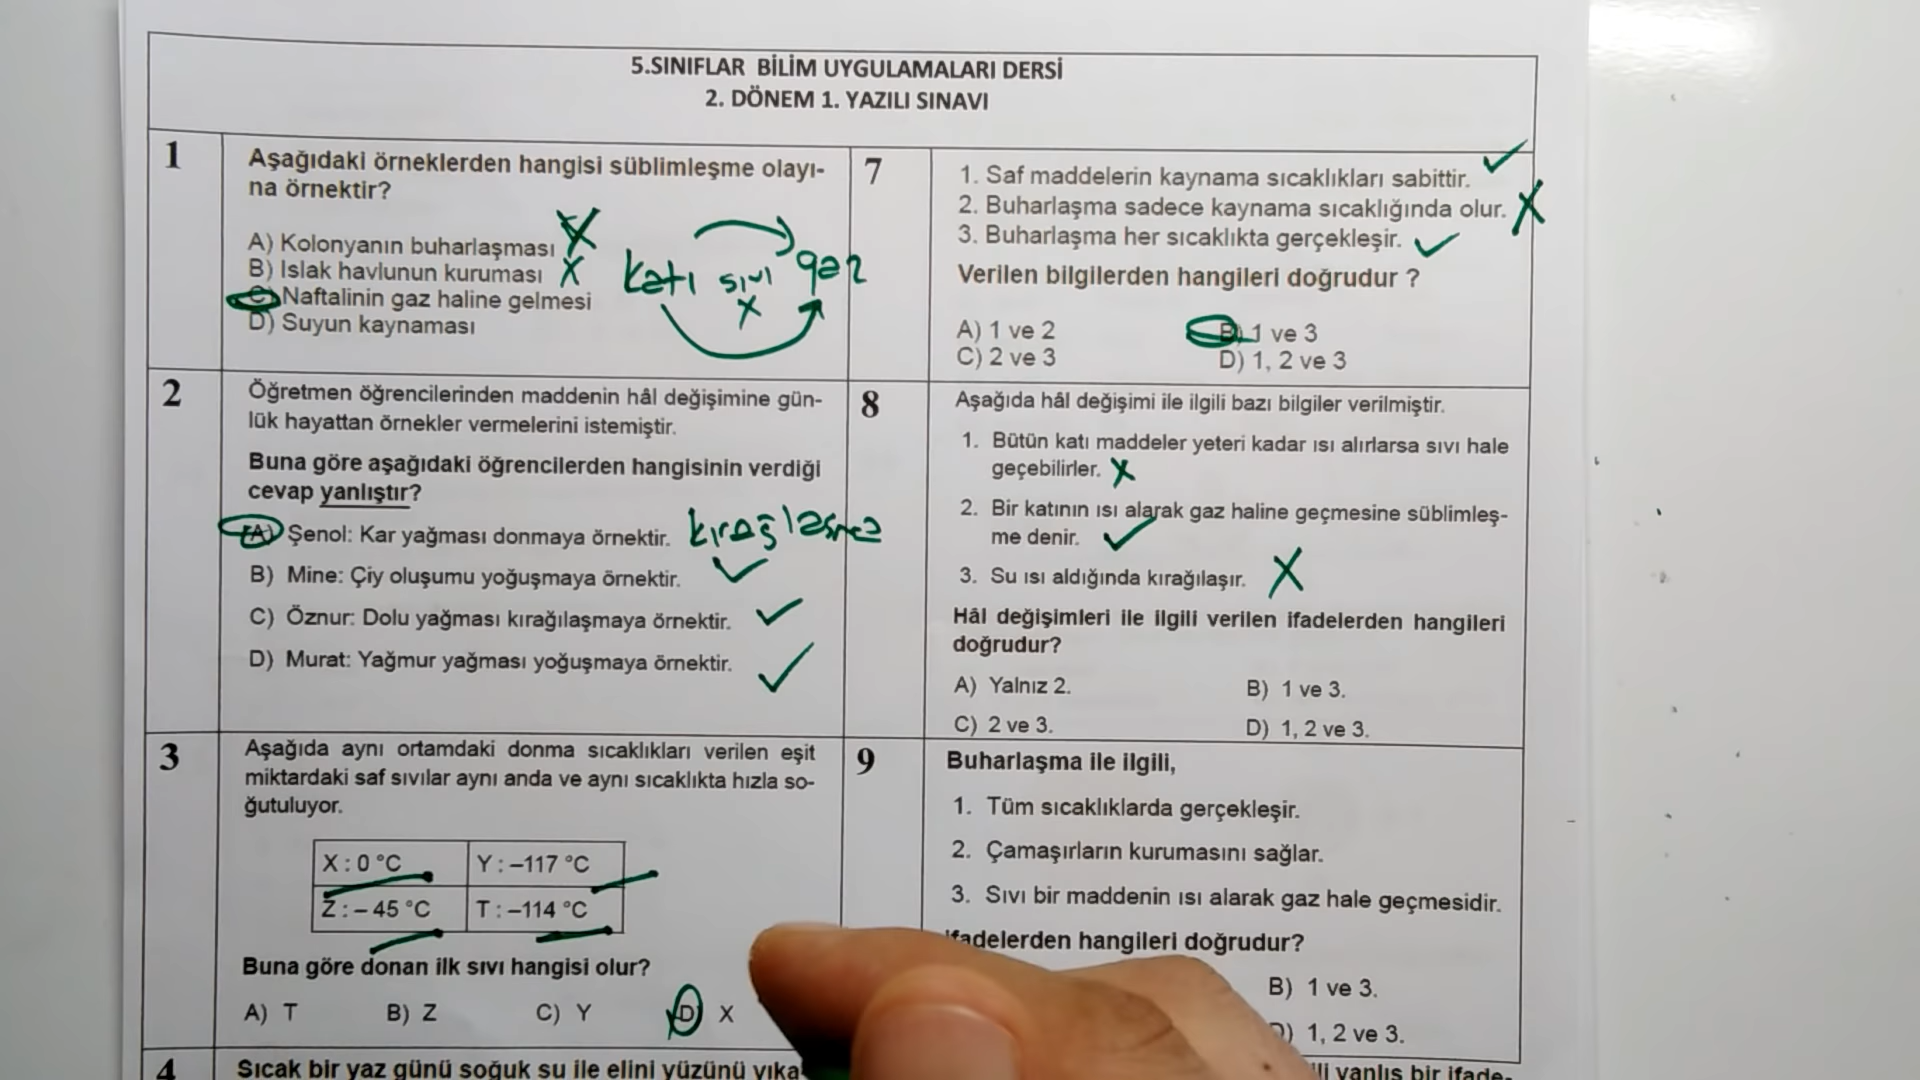 5.SINIFLAR BİLİM UYGULAMALARI DERSİ
2. DÖNEM 1. YAZILI SINAVI
1
Aşağıdaki örneklerden hangisi süblimleşme olayı-
na örnektir?
A) Kolonyanın buharlaşması
B) Islak havlunun kuruması
C) Naftalinin gaz haline gelmesi
D) Suyun kaynaması
katı sıvı gaz
2
Öğretmen öğrencilerinden maddenin hâl değişimine gün-
lük hayattan örnekler vermelerini istemiştir.
Buna göre aşağıdaki öğrencilerden hangisinin verdiği
cevap yanlıştır?
A) Şenol: Kar yağması donmaya örnektir. kırağılaşma
B) Mine: Çiy oluşumu yoğuşmaya örnektir.
C) Öznur: Dolu yağması kırağılaşmaya örnektir.
D) Murat: Yağmur yağması yoğuşmaya örnektir.
3
Aşağıda aynı ortamdaki donma sıcaklıkları verilen eşit
miktardaki saf sıvılar aynı anda ve aynı sıcaklıkta hızla so-
ğutuluyor.
X : 0 °C Y : –117 °C
Z : – 45 °C T : –114 °C
Buna göre donan ilk sıvı hangisi olur?
A) T B) Z C) Y D) X
4
Sıcak bir yaz günü soğuk su ile elini yüzünü yıka
7
1. Saf maddelerin kaynama sıcaklıkları sabittir.
2. Buharlaşma sadece kaynama sıcaklığında olur.
3. Buharlaşma her sıcaklıkta gerçekleşir.
Verilen bilgilerden hangileri doğrudur ?
A) 1 ve 2 B) 1 ve 3
C) 2 ve 3 D) 1, 2 ve 3
8
Aşağıda hâl değişimi ile ilgili bazı bilgiler verilmiştir.
1. Bütün katı maddeler yeteri kadar ısı alırlarsa sıvı hale
geçebilirler.
2. Bir katının ısı alarak gaz haline geçmesine süblimleş-
me denir.
3. Su ısı aldığında kırağılaşır.
Hâl değişimleri ile ilgili verilen ifadelerden hangileri
doğrudur?
A) Yalnız 2. B) 1 ve 3.
C) 2 ve 3. D) 1, 2 ve 3.
9
Buharlaşma ile ilgili,
1. Tüm sıcaklıklarda gerçekleşir.
2. Çamaşırların kurumasını sağlar.
3. Sıvı bir maddenin ısı alarak gaz hale geçmesidir.
ifadelerden hangileri doğrudur?
B) 1 ve 3.
D) 1, 2 ve 3.
yanlış bir ifade-